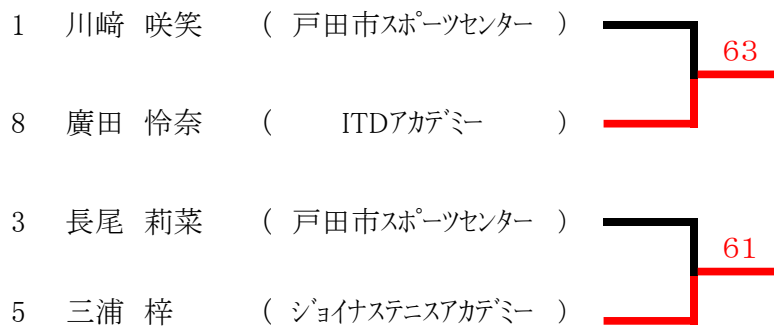 1 川﨑 咲笑 ( 戸田市スポーツセンター )
63
8 廣田 怜奈 ( ITDアカデミー )
3 長尾 莉菜 ( 戸田市スポーツセンター )
61
5 三浦 梓 ( ジョイナステニスアカデミー )